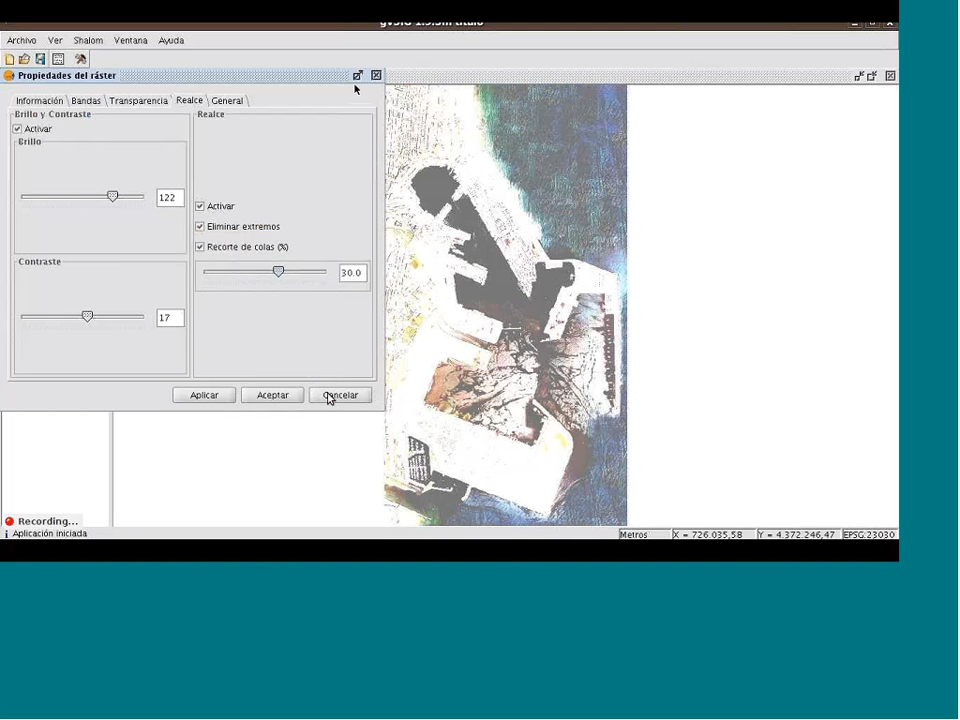 Archivo Ver Shalom Ventana Ayuda
Propiedades del ráster
Información Bandas Transparencia Realce General
Brillo y Contraste
Activar
Brillo
122
Contraste
17
Realce
Activar
Eliminar extremos
Recorte de colas (%)
30.0
Aplicar Aceptar Cancelar
Recording...
Aplicación iniciada
Metros X = 726.035,58 Y = 4.372.246,47 EPSG:23030